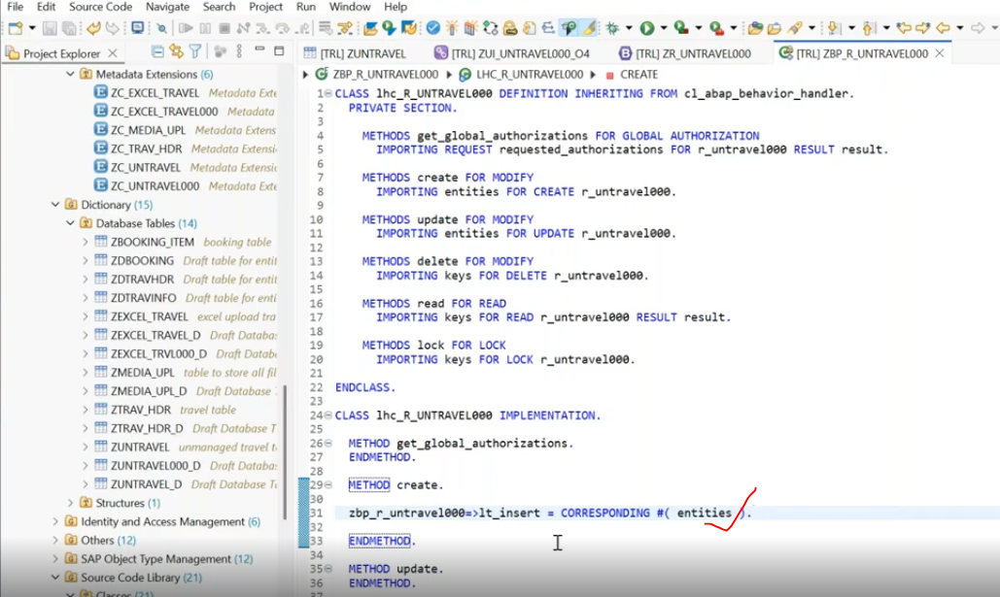 File Edit Source Code Navigate Search Project Run Window Help
Project Explorer
[TRL] ZUNTRAVEL
[TRL] ZUI_UNTRAVEL000_O4
[TRL] ZR_UNTRAVEL000
[TRL] ZBP_R_UNTRAVEL000
ZBP_R_UNTRAVEL000
LHC_R_UNTRAVEL000
CREATE
Metadata Extensions (6)
ZC_EXCEL_TRAVEL Metadata Exte
ZC_EXCEL_TRAVEL000 Metadata
ZC_MEDIA_UPL Metadata Extens
ZC_TRAV_HDR Metadata Extensi
ZC_UNTRAVEL Metadata Extensi
ZC_UNTRAVEL000 Metadata Exte
Dictionary (15)
Database Tables (14)
ZBOOKING_ITEM booking table
ZDBOOKING Draft table for entit
ZDTRAVHDR Draft table for entit
ZDTRAVINFO Draft table for enti
ZEXCEL_TRAVEL excel upload tra
ZEXCEL_TRAVEL_D Draft Databa
ZEXCEL_TRVL000_D Draft Datab
ZMEDIA_UPL table to store all fil
ZMEDIA_UPL_D Draft Database
ZTRAV_HDR travel table
ZTRAV_HDR_D Draft Database T
ZUNTRAVEL unmanaged travel t
ZUNTRAVEL000_D Draft Databas
ZUNTRAVEL_D Draft Database T
Structures (1)
Identity and Access Management (6)
Others (12)
SAP Object Type Management (12)
Source Code Library (21)
Classes (21)
1 CLASS lhc_R_UNTRAVEL000 DEFINITION INHERITING FROM cl_abap_behavior_handler.
2 PRIVATE SECTION.
3
4 METHODS get_global_authorizations FOR GLOBAL AUTHORIZATION
5 IMPORTING REQUEST requested_authorizations FOR r_untravel000 RESULT result.
6
7 METHODS create FOR MODIFY
8 IMPORTING entities FOR CREATE r_untravel000.
9
10 METHODS update FOR MODIFY
11 IMPORTING entities FOR UPDATE r_untravel000.
12
13 METHODS delete FOR MODIFY
14 IMPORTING keys FOR DELETE r_untravel000.
15
16 METHODS read FOR READ
17 IMPORTING keys FOR READ r_untravel000 RESULT result.
18
19 METHODS lock FOR LOCK
20 IMPORTING keys FOR LOCK r_untravel000.
21
22 ENDCLASS.
23
24 CLASS lhc_R_UNTRAVEL000 IMPLEMENTATION.
25
26 METHOD get_global_authorizations.
27 ENDMETHOD.
28
29 METHOD create.
30
31 zbp_r_untravel000=>lt_insert = CORRESPONDING #( entities ).
32
33 ENDMETHOD.
34
35 METHOD update.
36 ENDMETHOD.